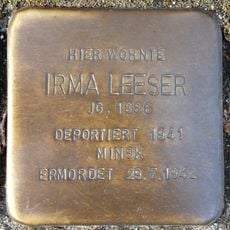 HIER WOHNTE
IRMA LEESER
JG. 1886
DEPORTIERT 1941
MINSK
ERMORDET 29.7.1942